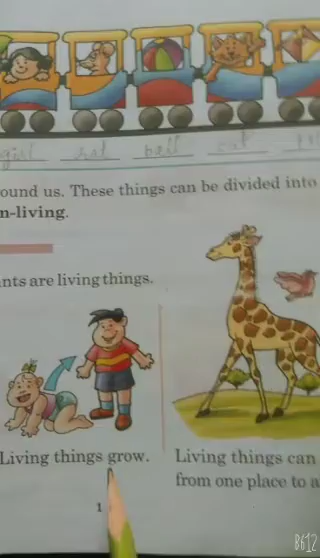 girl rat ball cat
ound us. These things can be divided into
n-living.
nts are living things.
Living things grow.
Living things can
from one place to a
1
8612